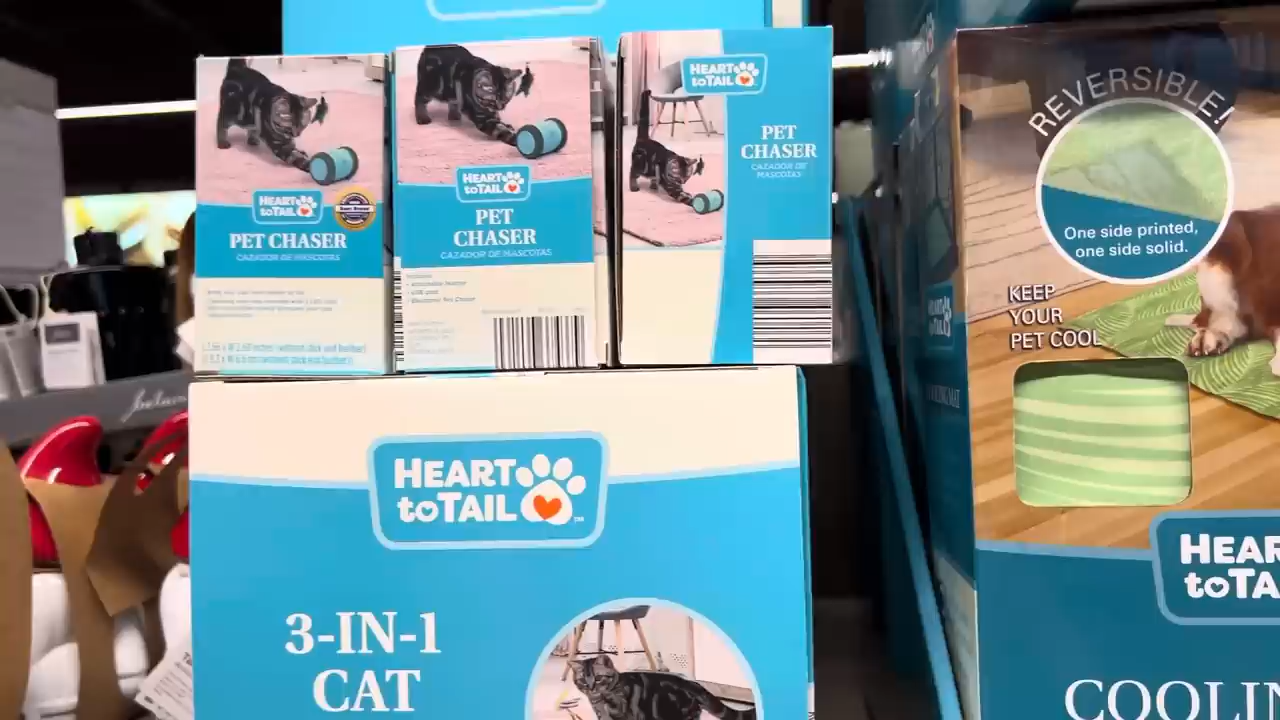 HEART
toTAIL
PET CHASER
CAZADOR DE MASCOTAS
HEART
toTAIL
PET
CHASER
CAZADOR DE MASCOTAS
HEART
toTAIL
PET
CHASER
CAZADOR DE
MASCOTAS
HEART
toTAIL™
3-IN-1
CAT
REVERSIBLE!
One side printed,
one side solid.
KEEP
YOUR
PET COOL
HEAR
toTA
COOLIN